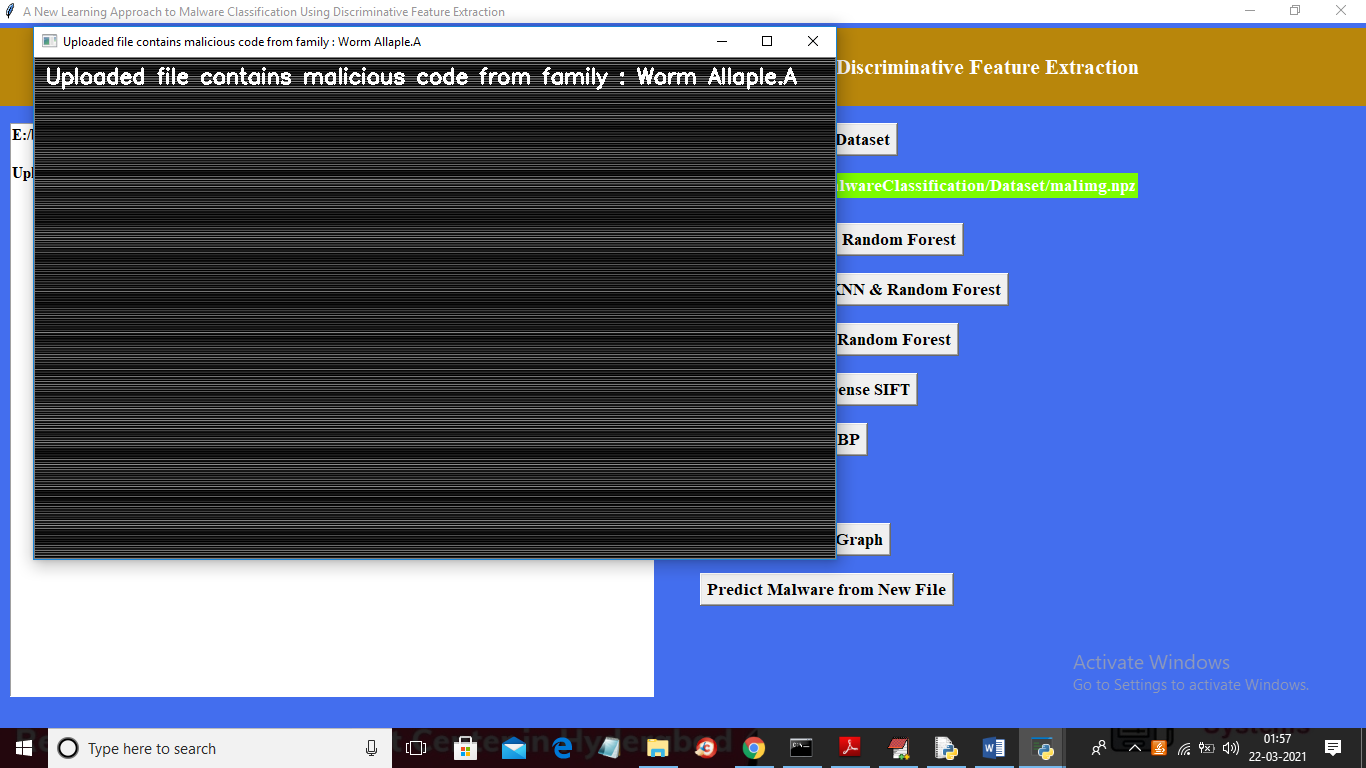 A New Learning Approach to Malware Classification Using Discriminative Feature Extraction
Uploaded file contains malicious code from family : Worm Allaple.A
Uploaded file contains malicious code from family : Worm Allaple.A
Discriminative Feature Extraction
E:/
Upl
Dataset
lwareClassification/Dataset/malimg.npz
Random Forest
NN & Random Forest
Random Forest
ense SIFT
BP
Graph
Predict Malware from New File
Activate Windows
Go to Settings to activate Windows.
Type here to search
01:57
22-03-2021